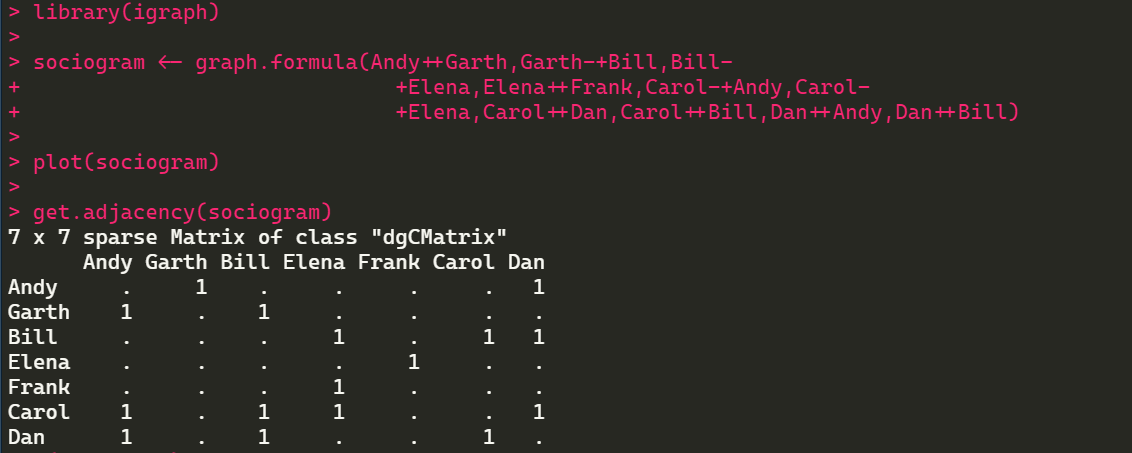 > library(igraph)
>
> sociogram <- graph.formula(Andy++Garth,Garth-+Bill,Bill-
+                               +Elena,Elena++Frank,Carol-+Andy,Carol-
+                               +Elena,Carol++Dan,Carol++Bill,Dan++Andy,Dan++Bill)
>
> plot(sociogram)
>
> get.adjacency(sociogram)
7 x 7 sparse Matrix of class "dgCMatrix"
      Andy Garth Bill Elena Frank Carol Dan
Andy     .     1    .     .     .     .   1
Garth    1     .    1     .     .     .   .
Bill     .     .    .     1     .     1   1
Elena    .     .    .     .     1     .   .
Frank    .     .    .     1     .     .   .
Carol    1     .    1     1     .     .   1
Dan      1     .    1     .     .     1   .